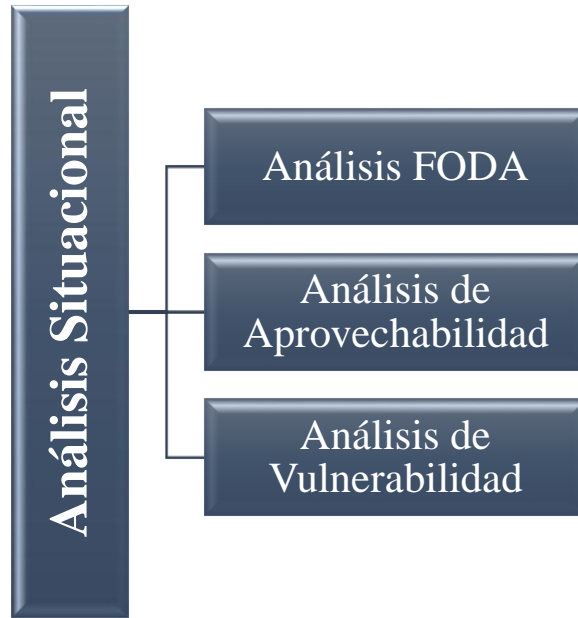 Análisis Situacional
Análisis FODA
Análisis de
Aprovechabilidad
Análisis de
Vulnerabilidad